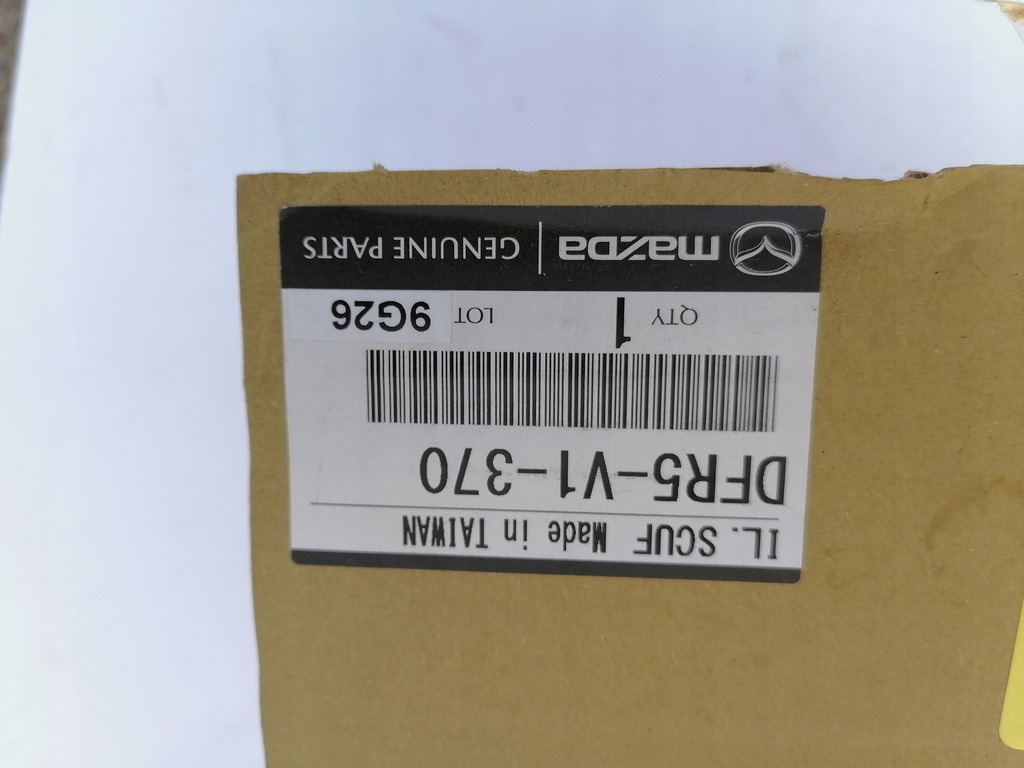 mazda | GENUINE PARTS
QTY 1 LOT 9G26
DFR5-V1-370
IL. SCUF Made in TAIWAN